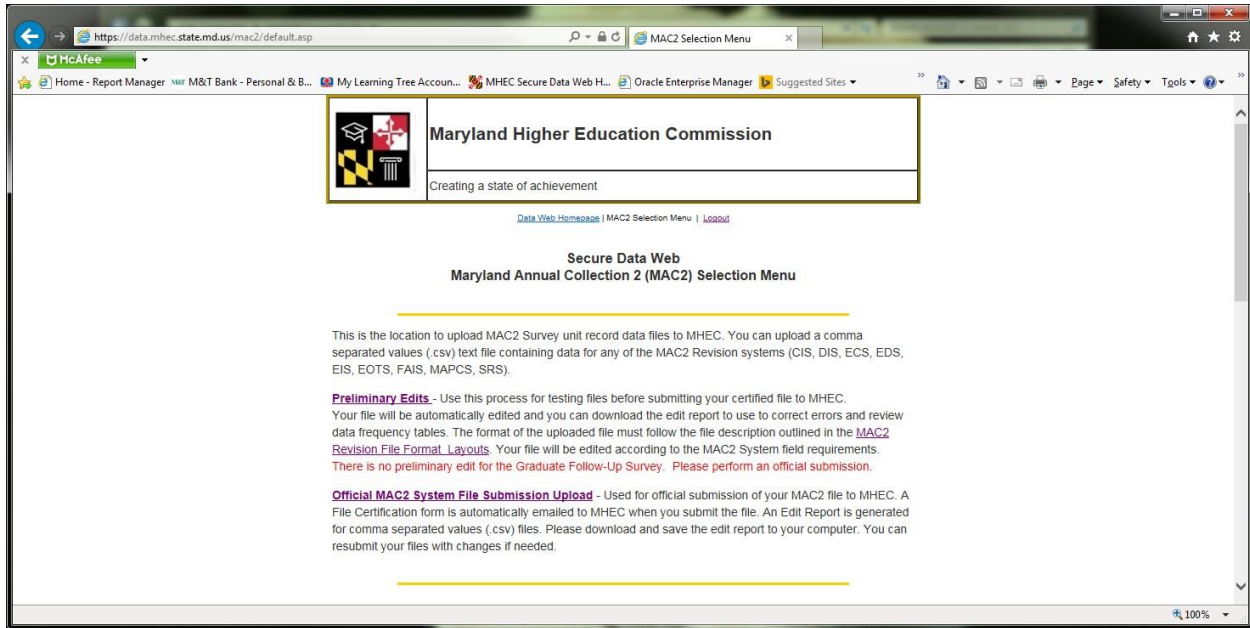 https://data.mhec.state.md.us/mac2/default.asp
MAC2 Selection Menu
McAfee
Home - Report Manager M&T Bank - Personal & B... My Learning Tree Accoun... MHEC Secure Data Web H... Oracle Enterprise Manager Suggested Sites Page Safety Tools
Maryland Higher Education Commission
Creating a state of achievement
Data Web Homepage | MAC2 Selection Menu | Logout
Secure Data Web
Maryland Annual Collection 2 (MAC2) Selection Menu
This is the location to upload MAC2 Survey unit record data files to MHEC. You can upload a comma
separated values (.csv) text file containing data for any of the MAC2 Revision systems (CIS, DIS, ECS, EDS,
EIS, EOTS, FAIS, MAPCS, SRS).
Preliminary Edits - Use this process for testing files before submitting your certified file to MHEC.
Your file will be automatically edited and you can download the edit report to use to correct errors and review
data frequency tables. The format of the uploaded file must follow the file description outlined in the MAC2
Revision File Format Layouts. Your file will be edited according to the MAC2 System field requirements.
There is no preliminary edit for the Graduate Follow-Up Survey. Please perform an official submission.
Official MAC2 System File Submission Upload - Used for official submission of your MAC2 file to MHEC. A
File Certification form is automatically emailed to MHEC when you submit the file. An Edit Report is generated
for comma separated values (.csv) files. Please download and save the edit report to your computer. You can
resubmit your files with changes if needed.
100%